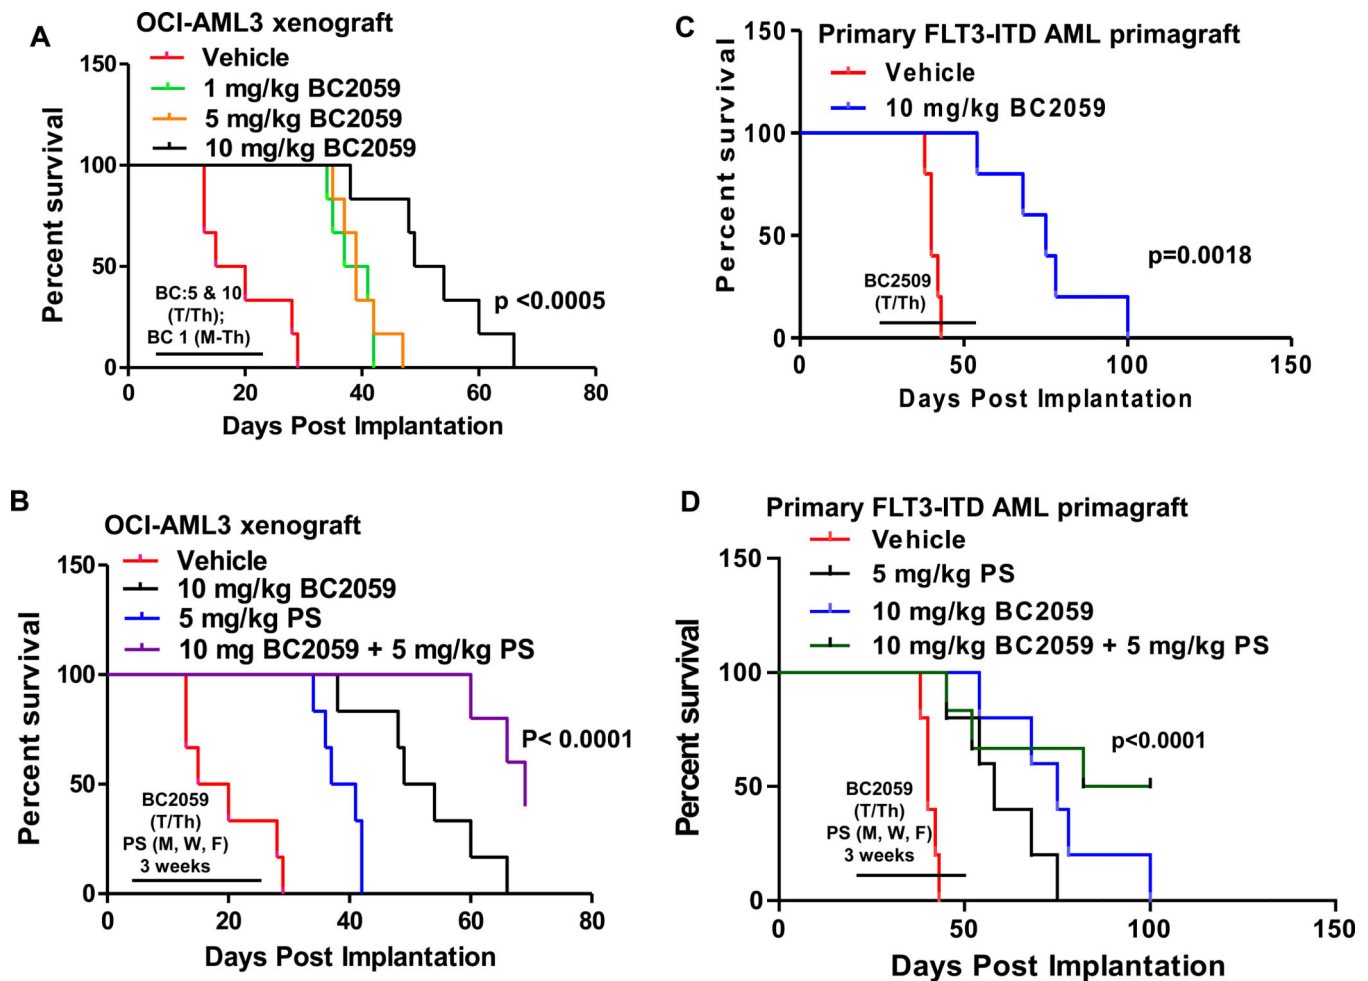 A
OCI-AML3 xenograft
Vehicle
1 mg/kg BC2059
5 mg/kg BC2059
10 mg/kg BC2059
150
100
50
0
Percent survival
BC:5 & 10
(T/Th);
BC 1 (M-Th)
p <0.0005
0 20 40 60 80
Days Post Implantation
C
Primary FLT3-ITD AML primagraft
Vehicle
10 mg/kg BC2059
150
100
50
0
Percent survival
BC2509
(T/Th)
p=0.0018
0 50 100 150
Days Post Implantation
B
OCI-AML3 xenograft
Vehicle
10 mg/kg BC2059
5 mg/kg PS
10 mg BC2059 + 5 mg/kg PS
150
100
50
0
Percent survival
P< 0.0001
BC2059
(T/Th)
PS (M, W, F)
3 weeks
0 20 40 60 80
Days Post Implantation
D
Primary FLT3-ITD AML primagraft
Vehicle
5 mg/kg PS
10 mg/kg BC2059
10 mg/kg BC2059 + 5 mg/kg PS
150
100
50
0
Percent survival
p<0.0001
BC2059
(T/Th)
PS (M, W, F)
3 weeks
0 50 100 150
Days Post Implantation